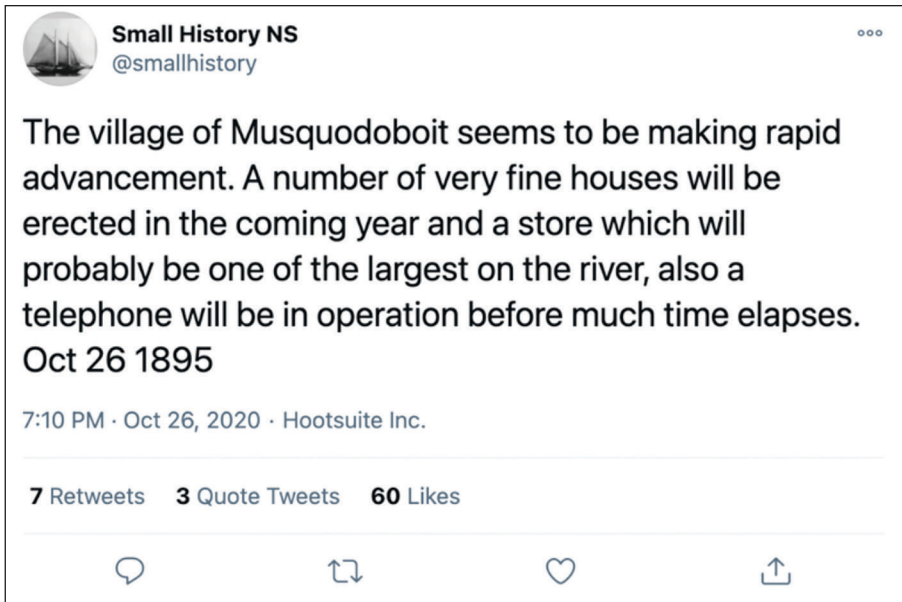 Small History NS
@smallhistory
The village of Musquodoboit seems to be making rapid
advancement. A number of very fine houses will be
erected in the coming year and a store which will
probably be one of the largest on the river, also a
telephone will be in operation before much time elapses.
Oct 26 1895
7:10 PM · Oct 26, 2020 · Hootsuite Inc.
7 Retweets 3 Quote Tweets 60 Likes